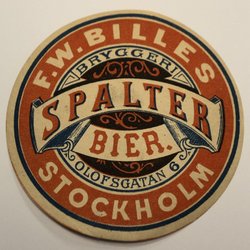 F.W. BILLES
BRYGGERI
SPALTER
BIER.
OLOFSGATAN 6
STOCKHOLM